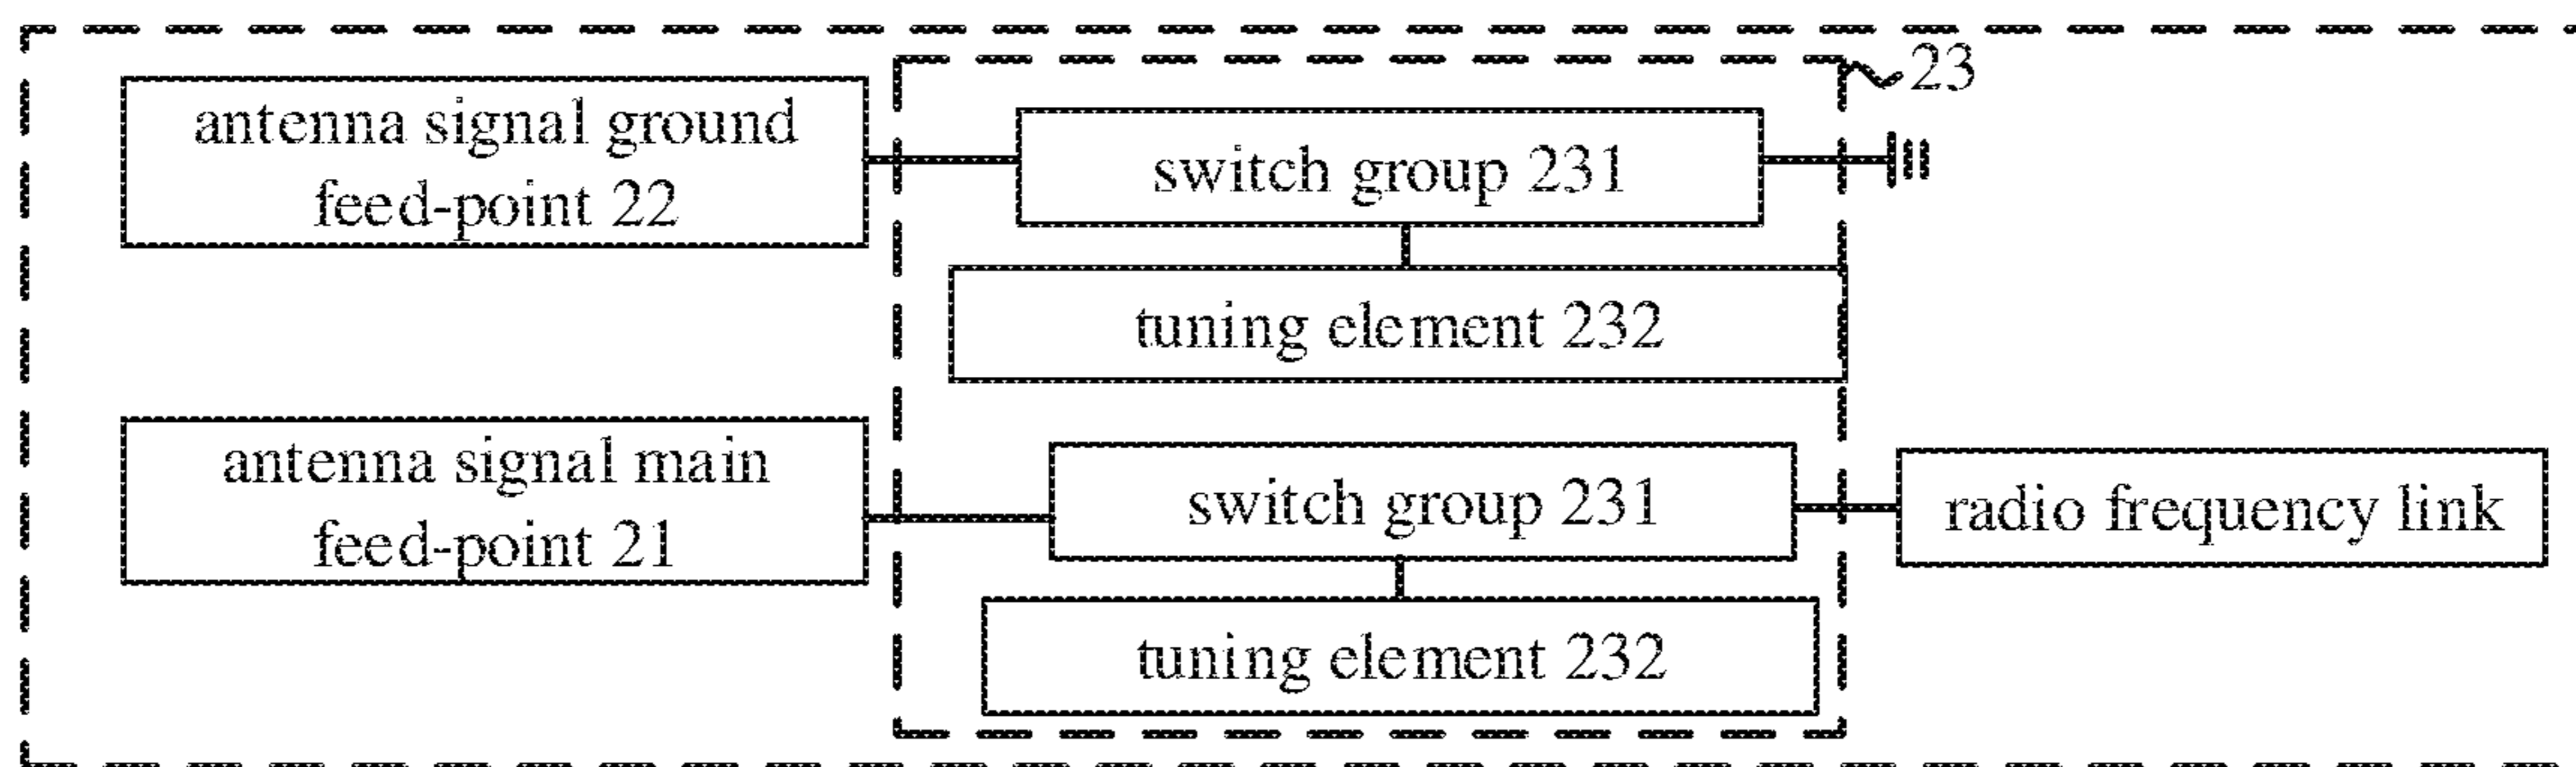 23
antenna signal ground
feed-point 22
switch group 231
tuning element 232
antenna signal main
feed-point 21
switch group 231
radio frequency link
tuning element 232